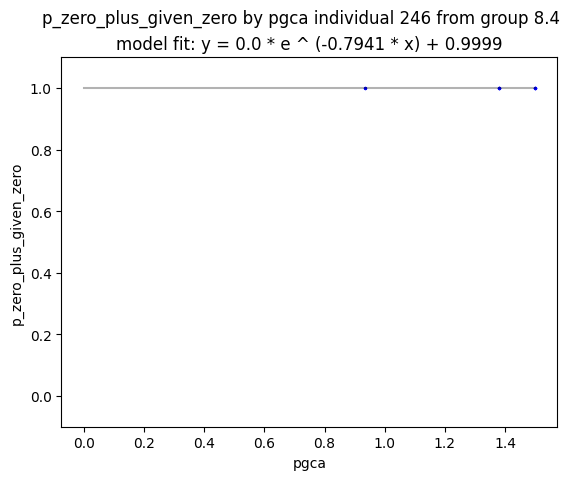 p_zero_plus_given_zero by pgca individual 246 from group 8.4
model fit: y = 0.0 * e ^ (-0.7941 * x) + 0.9999
1.0
0.8
0.6
0.4
0.2
0.0
p_zero_plus_given_zero
0.0 0.2 0.4 0.6 0.8 1.0 1.2 1.4
pgca